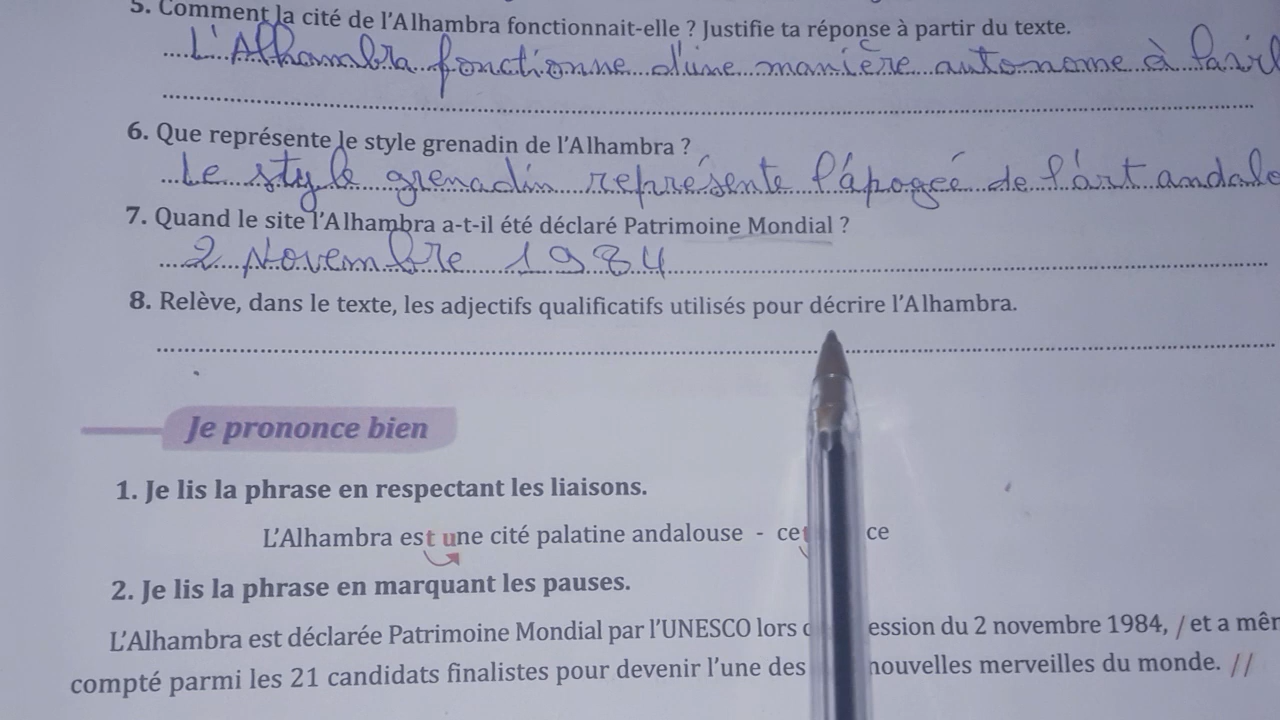 5. Comment la cité de l'Alhambra fonctionnait-elle ? Justifie ta réponse à partir du texte.
L'Alhambra fonctionne d'une manière autonome à
6. Que représente le style grenadin de l'Alhambra ?
Le style grenadin représente l'ápogeé de l'art andalo
7. Quand le site l'Alhambra a-t-il été déclaré Patrimoine Mondial ?
2 Novembre 1984
8. Relève, dans le texte, les adjectifs qualificatifs utilisés pour décrire l'Alhambra.
Je prononce bien
1. Je lis la phrase en respectant les liaisons.
L'Alhambra est une cité palatine andalouse - ce ce
2. Je lis la phrase en marquant les pauses.
L'Alhambra est déclarée Patrimoine Mondial par l'UNESCO lors ession du 2 novembre 1984, / et a mêm
compté parmi les 21 candidats finalistes pour devenir l'une des nouvelles merveilles du monde. //